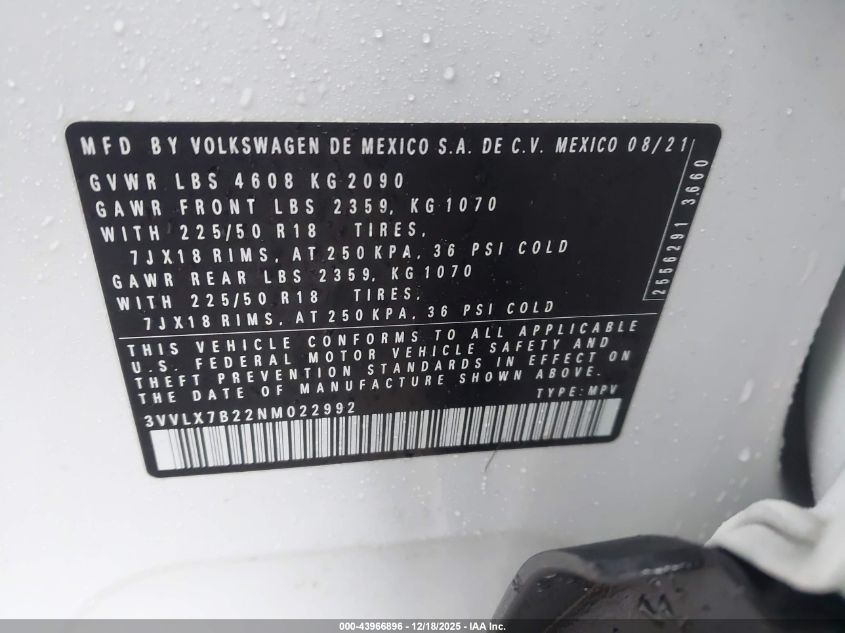 MFD BY VOLKSWAGEN DE MEXICO S.A. DE C.V. MEXICO 08/21
GVWR LBS 4608 KG 2090
GAWR FRONT LBS 2359, KG 1070
WITH 225/50 R18 TIRES,
7JX18 RIMS, AT 250 KPA, 36 PSI COLD
GAWR REAR LBS 2359, KG 1070
WITH 225/50 R18 TIRES,
7JX18 RIMS, AT 250 KPA, 36 PSI COLD
2556291 3,660
THIS VEHICLE CONFORMS TO ALL APPLICABLE
U.S. FEDERAL MOTOR VEHICLE SAFETY AND
THEFT PREVENTION STANDARDS IN EFFECT ON
THE DATE OF MANUFACTURE SHOWN ABOVE.
TYPE: MPV
3VVLX7B22NM022992
000-43966896 - 12/18/2025 - IAA Inc.